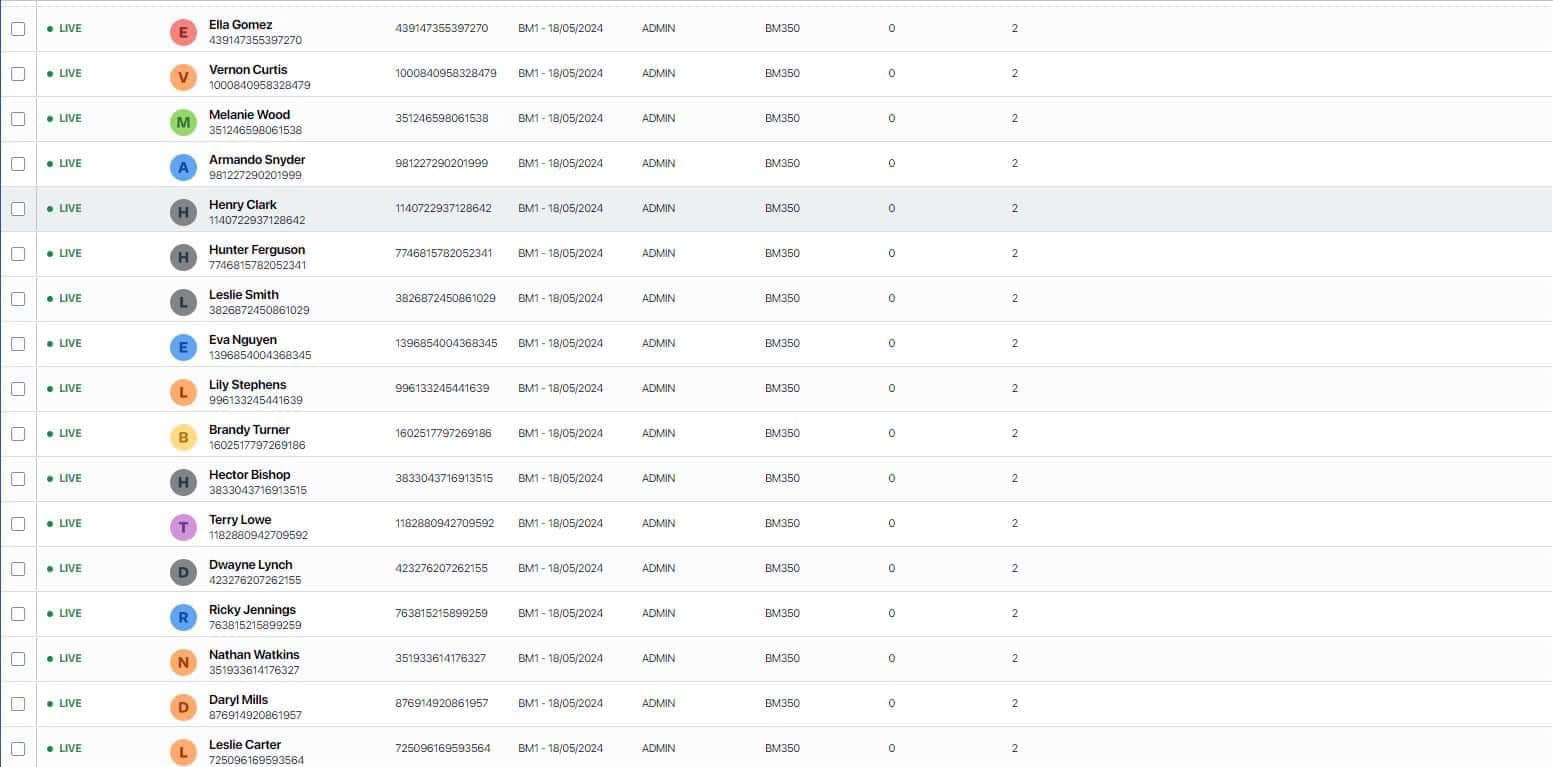 LIVE E Ella Gomez 439147355397270 BM1 - 18/05/2024 ADMIN BM350 0 2
439147355397270
LIVE V Vernon Curtis 1000840958328479 BM1 - 18/05/2024 ADMIN BM350 0 2
1000840958328479
LIVE M Melanie Wood 351246598061538 BM1 - 18/05/2024 ADMIN BM350 0 2
351246598061538
LIVE A Armando Snyder 981227290201999 BM1 - 18/05/2024 ADMIN BM350 0 2
981227290201999
LIVE H Henry Clark 1140722937128642 BM1 - 18/05/2024 ADMIN BM350 0 2
1140722937128642
LIVE H Hunter Ferguson 7746815782052341 BM1 - 18/05/2024 ADMIN BM350 0 2
7746815782052341
LIVE L Leslie Smith 3826872450861029 BM1 - 18/05/2024 ADMIN BM350 0 2
3826872450861029
LIVE E Eva Nguyen 1396854004368345 BM1 - 18/05/2024 ADMIN BM350 0 2
1396854004368345
LIVE L Lily Stephens 996133245441639 BM1 - 18/05/2024 ADMIN BM350 0 2
996133245441639
LIVE B Brandy Turner 1602517797269186 BM1 - 18/05/2024 ADMIN BM350 0 2
1602517797269186
LIVE H Hector Bishop 3833043716913515 BM1 - 18/05/2024 ADMIN BM350 0 2
3833043716913515
LIVE T Terry Lowe 1182880942709592 BM1 - 18/05/2024 ADMIN BM350 0 2
1182880942709592
LIVE D Dwayne Lynch 423276207262155 BM1 - 18/05/2024 ADMIN BM350 0 2
423276207262155
LIVE R Ricky Jennings 763815215899259 BM1 - 18/05/2024 ADMIN BM350 0 2
763815215899259
LIVE N Nathan Watkins 351933614176327 BM1 - 18/05/2024 ADMIN BM350 0 2
351933614176327
LIVE D Daryl Mills 876914920861957 BM1 - 18/05/2024 ADMIN BM350 0 2
876914920861957
LIVE L Leslie Carter 725096169593564 BM1 - 18/05/2024 ADMIN BM350 0 2
725096169593564